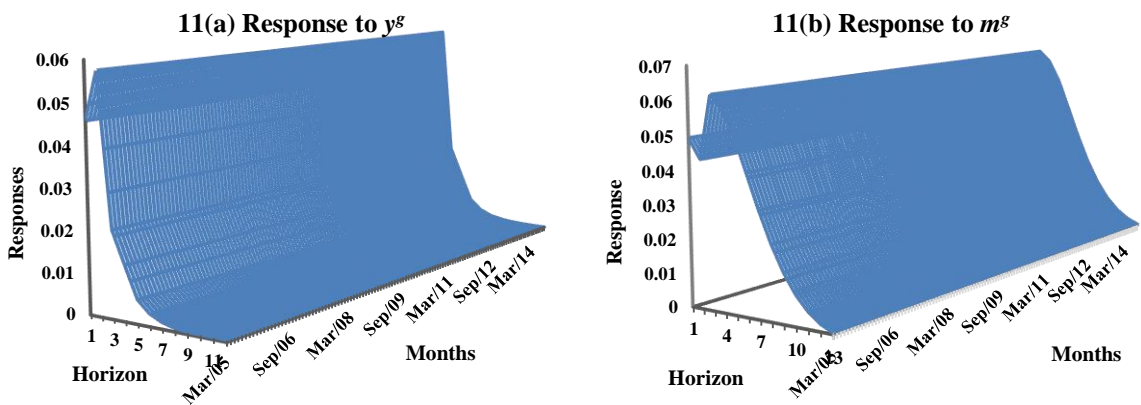 11(a) Response to yᵍ
0.06
0.05
0.04
0.03
0.02
0.01
0
Responses
1 3 5 7 9 11
Horizon
Mar/05
Sep/06
Mar/08
Sep/09
Mar/11
Sep/12
Mar/14
Months
11(b) Response to mᵍ
0.07
0.06
0.05
0.04
0.03
0.02
0.01
0
Response
1 4 7 10 13
Horizon
Mar/05
Sep/06
Mar/08
Sep/09
Mar/11
Sep/12
Mar/14
Months